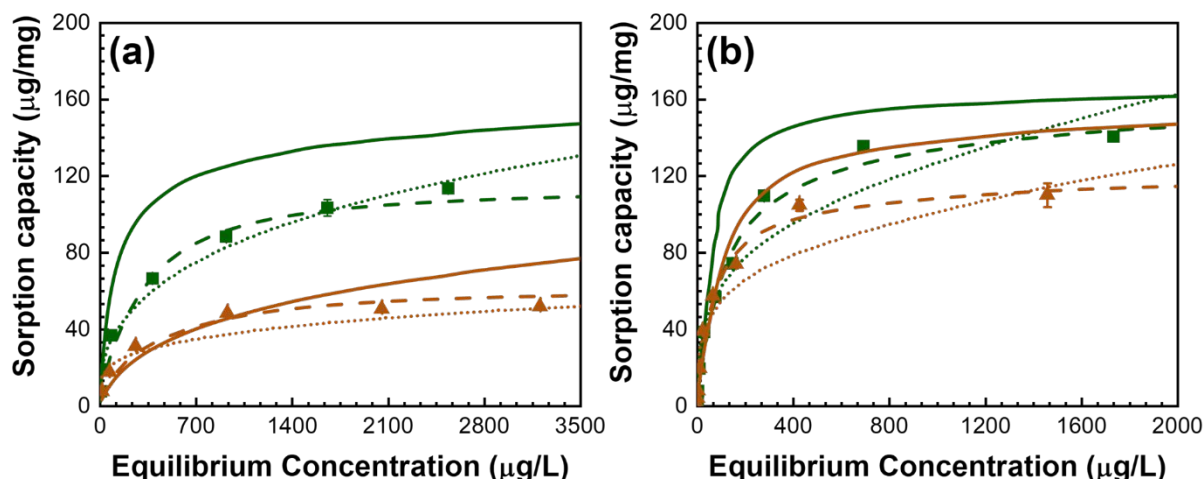 (a)
Sorption capacity (μg/mg)
200
160
120
80
40
0
0 700 1400 2100 2800 3500
Equilibrium Concentration (μg/L)
(b)
Sorption capacity (μg/mg)
200
160
120
80
40
0
0 400 800 1200 1600 2000
Equilibrium Concentration (μg/L)